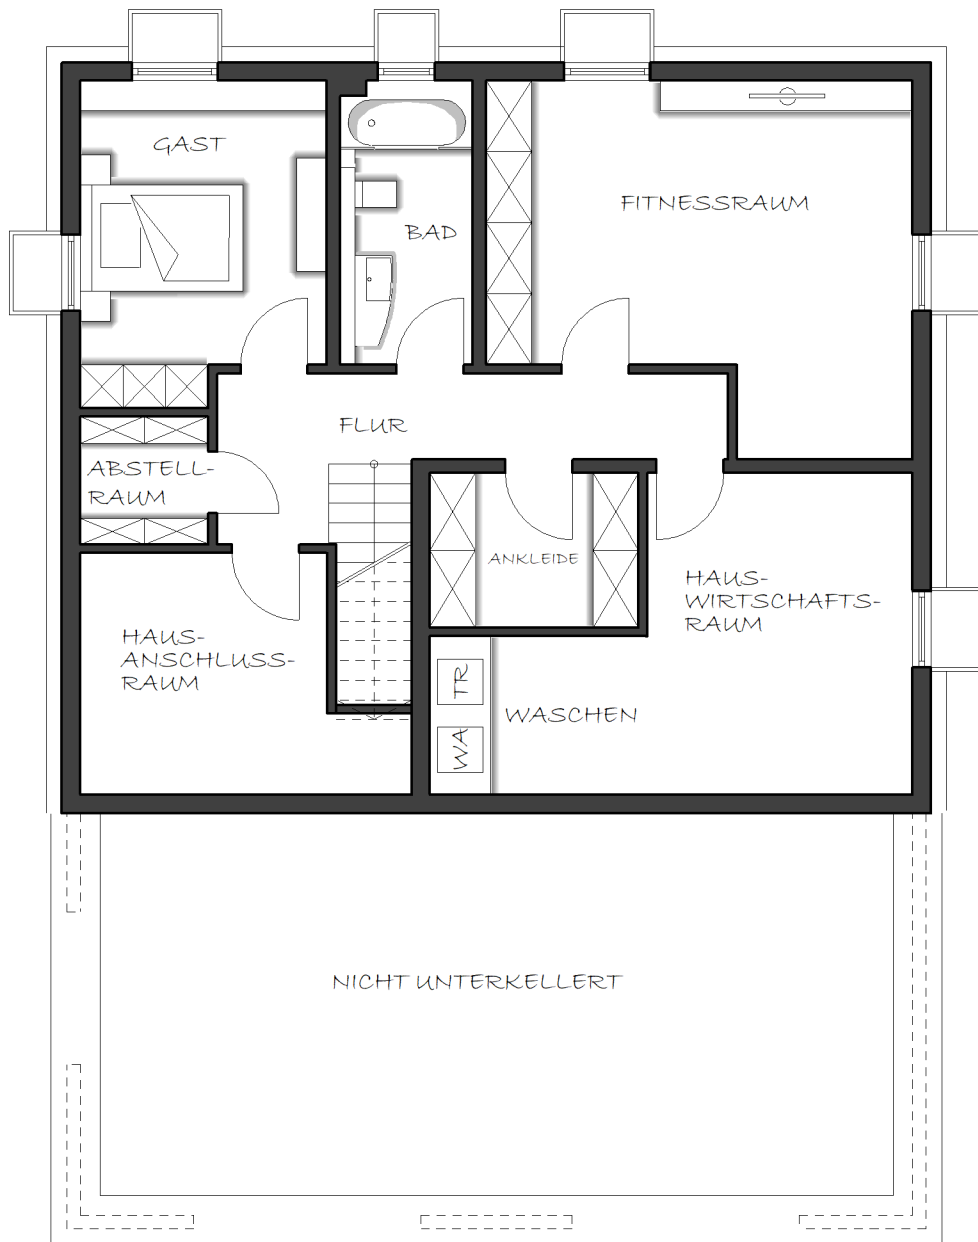 GAST
FITNESSRAUM
BAD
FLUR
ABSTELL-
RAUM
ANKLEIDE
HAUS-
WIRTSCHAFTS-
RAUM
HAUS-
ANSCHLUSS-
RAUM
TR
WASCHEN
WA
NICHT UNTERKELLERT